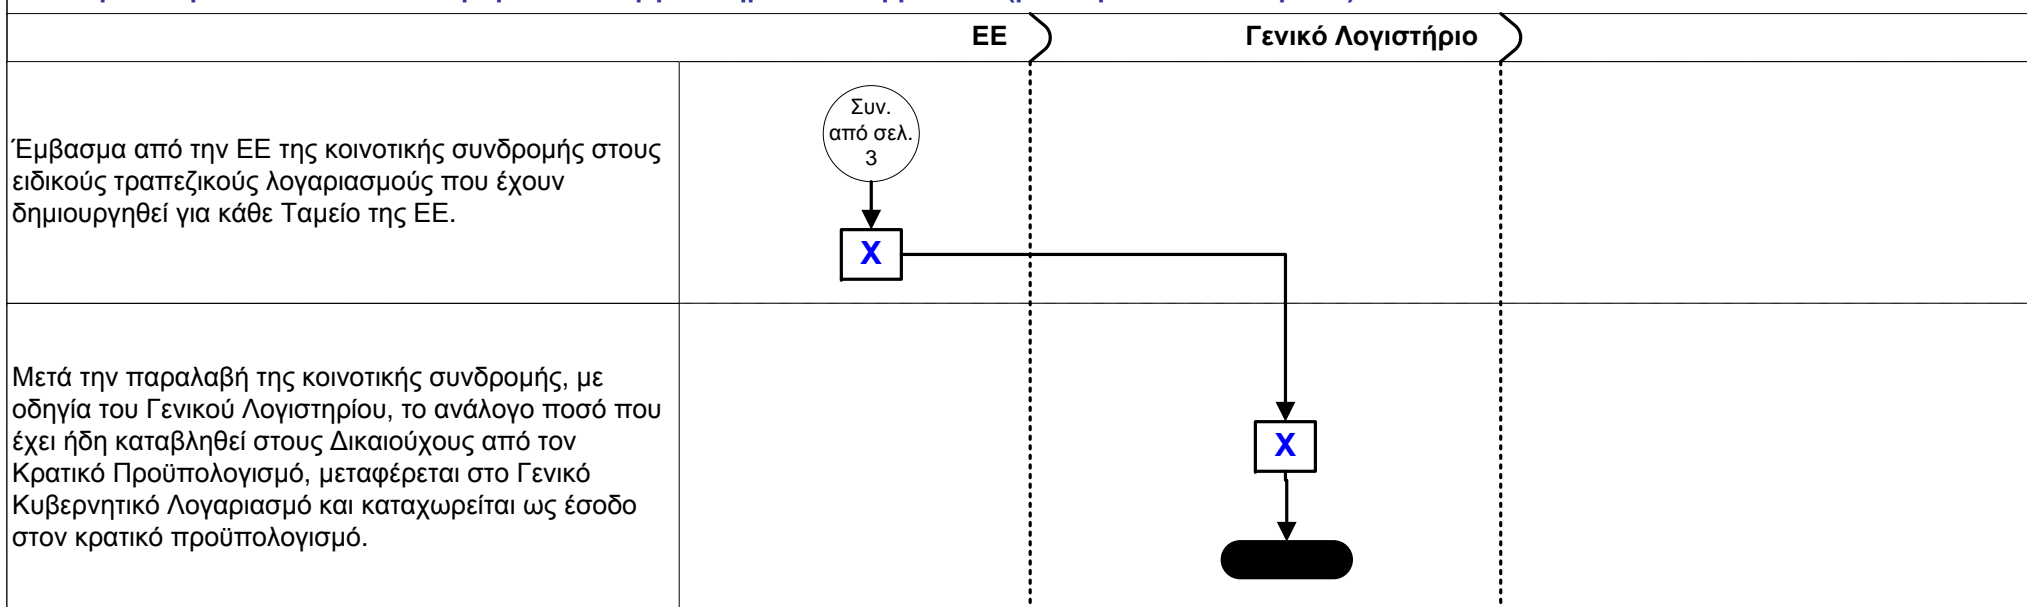 ΕΕ
Γενικό Λογιστήριο
Έμβασμα από την ΕΕ της κοινοτικής συνδρομής στους
ειδικούς τραπεζικούς λογαριασμούς που έχουν
δημιουργηθεί για κάθε Ταμείο της ΕΕ.
Συν.
από σελ.
3
X
Μετά την παραλαβή της κοινοτικής συνδρομής, με
οδηγία του Γενικού Λογιστηρίου, το ανάλογο ποσό που
έχει ήδη καταβληθεί στους Δικαιούχους από τον
Κρατικό Προϋπολογισμό, μεταφέρεται στο Γενικό
Κυβερνητικό Λογαριασμό και καταχωρείται ως έσοδο
στον κρατικό προϋπολογισμό.
X